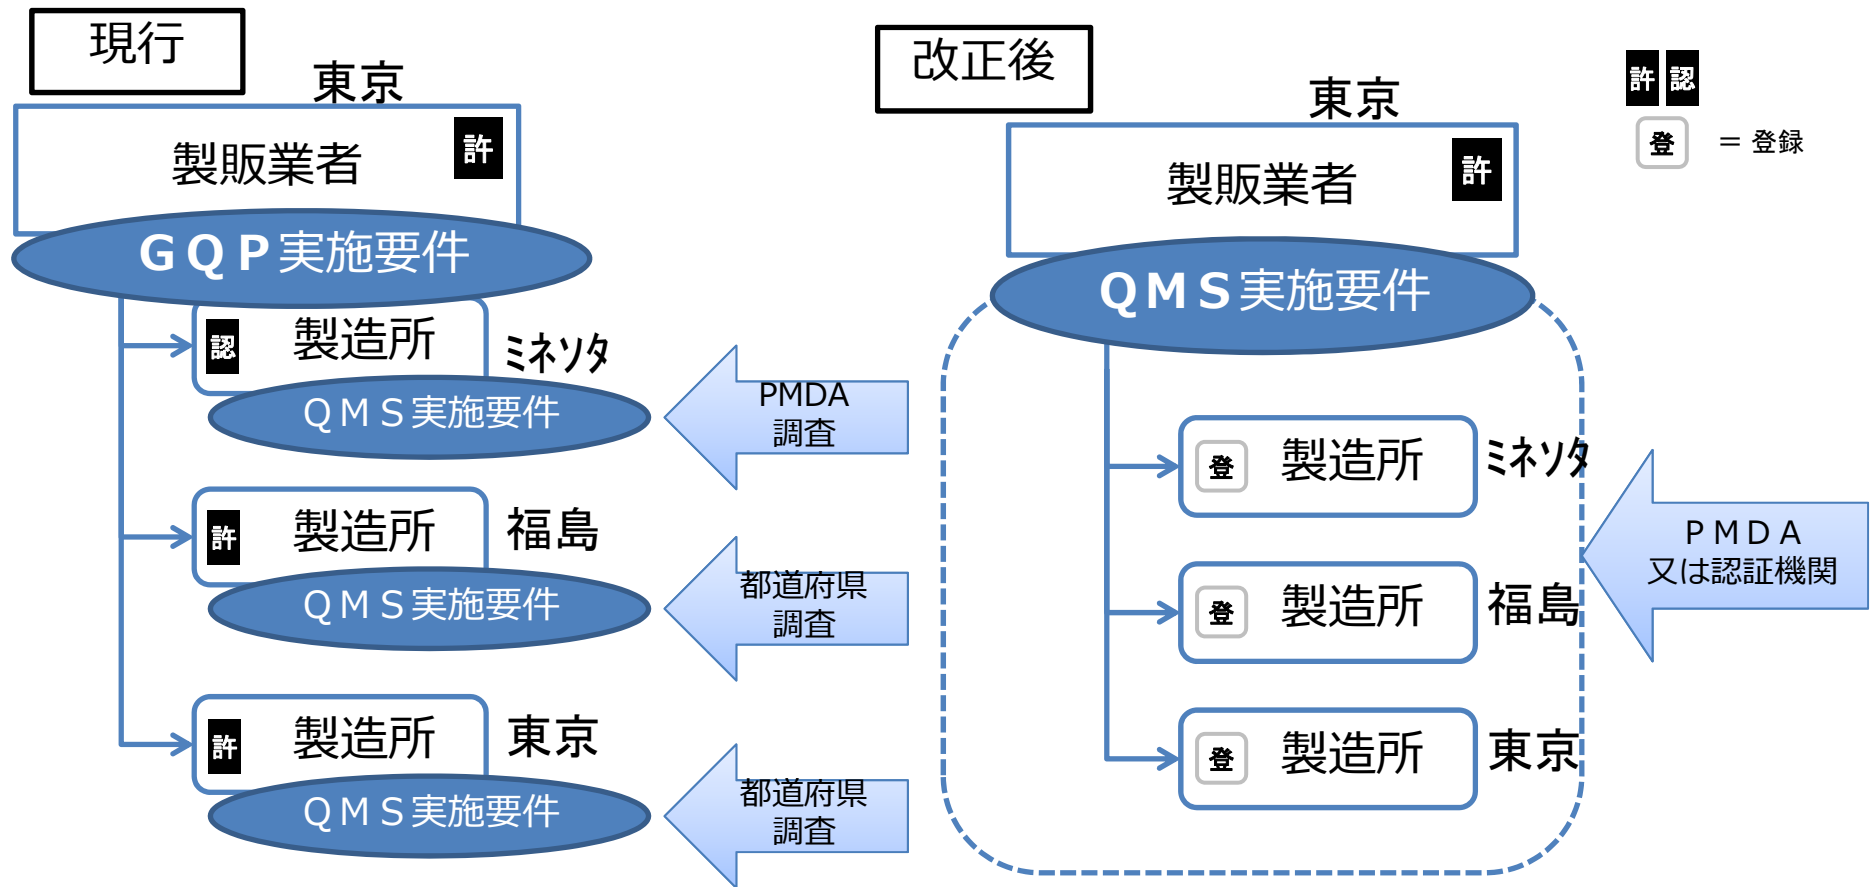 現行
東京
製販業者
許
ＧＱＰ実施要件
認
製造所
ミネソタ
ＱＭＳ実施要件
PMDA
調査
許
製造所
福島
ＱＭＳ実施要件
都道府県
調査
許
製造所
東京
ＱＭＳ実施要件
都道府県
調査
改正後
東京
製販業者
許
ＱＭＳ実施要件
登
製造所
ミネソタ
登
製造所
福島
登
製造所
東京
ＰＭＤＡ
又は認証機関
許 認
登 ＝ 登録